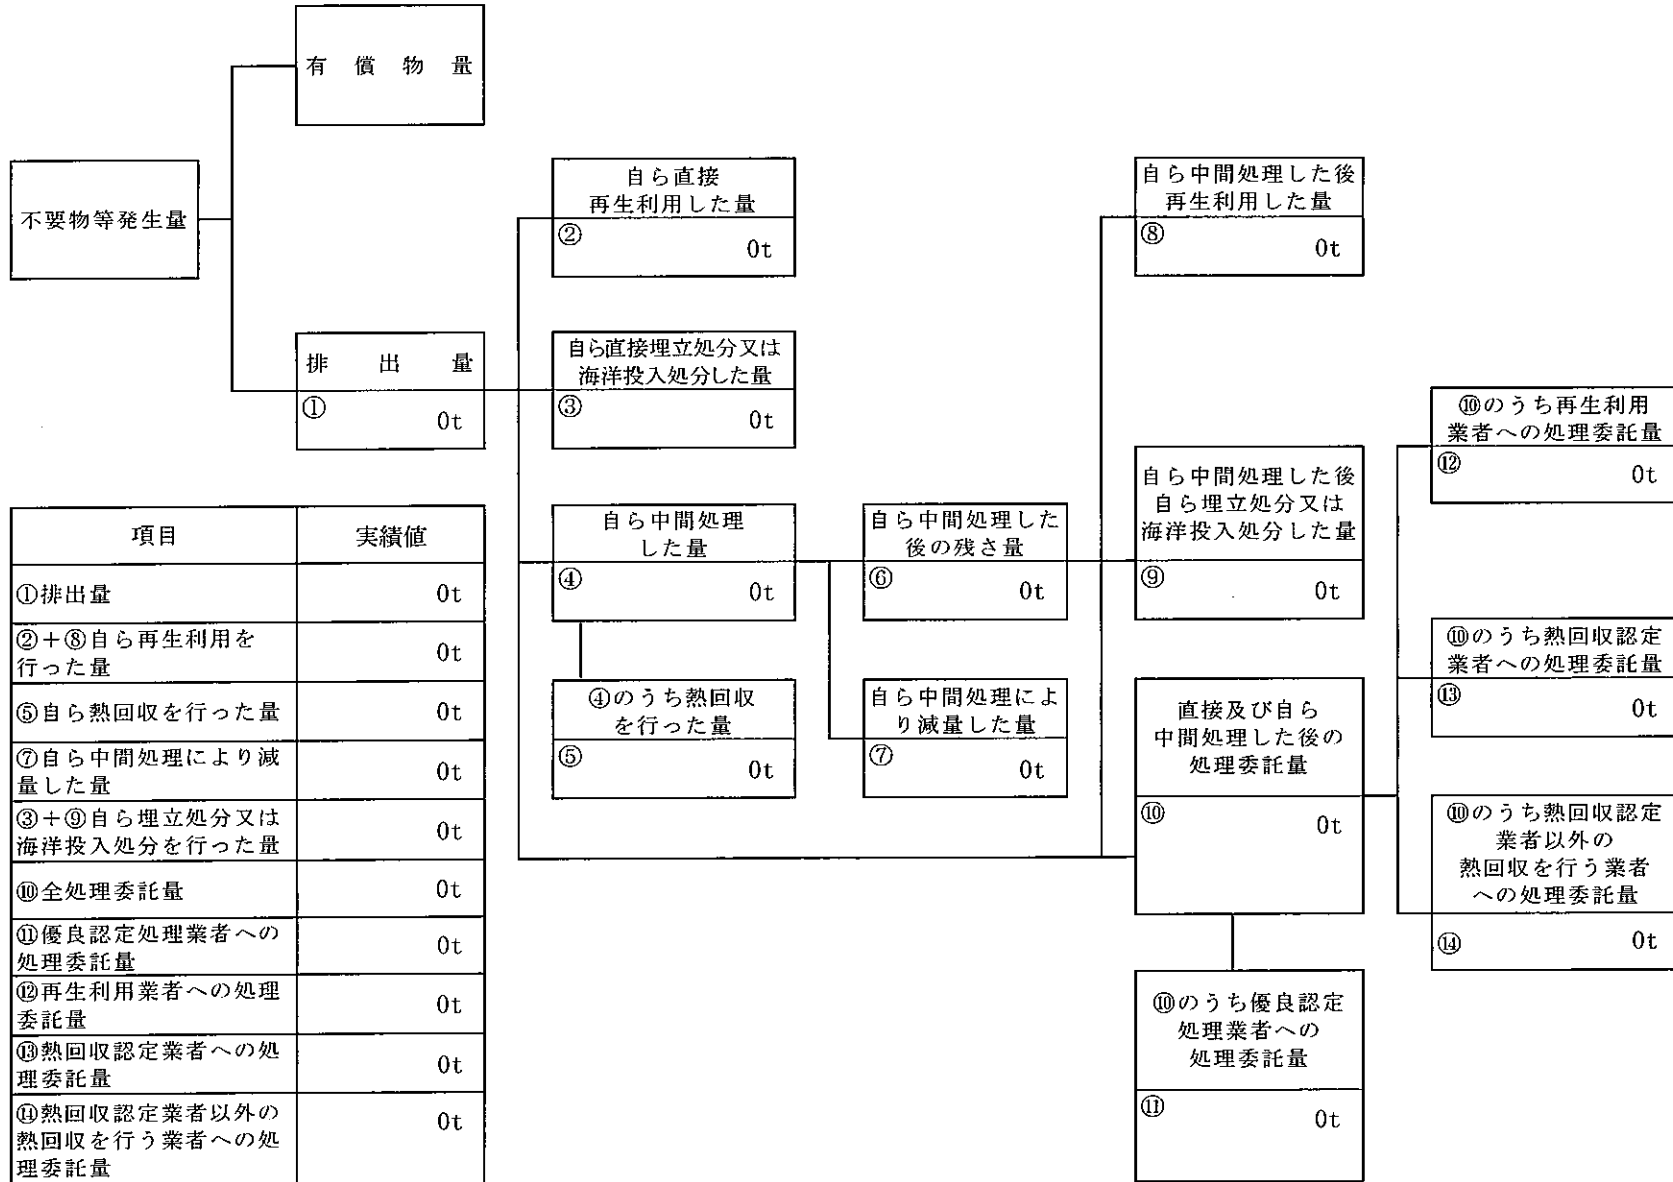 有償物量
不要物等発生量
排出量
①
0t
自ら直接
再生利用した量
②
0t
自ら直接埋立処分又は
海洋投入処分した量
③
0t
自ら中間処理
した量
④
0t
④のうち熱回収
を行った量
⑤
0t
自ら中間処理した
後の残さ量
⑥
0t
自ら中間処理によ
り減量した量
⑦
0t
自ら中間処理した後
再生利用した量
⑧
0t
自ら中間処理した後
自ら埋立処分又は
海洋投入処分した量
⑨
0t
直接及び自ら
中間処理した後の
処理委託量
⑩
0t
⑩のうち優良認定
処理業者への
処理委託量
⑪
0t
⑩のうち再生利用
業者への処理委託量
⑫
0t
⑩のうち熱回収認定
業者への処理委託量
⑬
0t
⑩のうち熱回収認定
業者以外の
熱回収を行う業者
への処理委託量
⑭
0t
項目 実績値
①排出量 0t
②+⑧自ら再生利用を
行った量 0t
⑤自ら熱回収を行った量 0t
⑦自ら中間処理により減
量した量 0t
③+⑨自ら埋立処分又は
海洋投入処分を行った量 0t
⑩全処理委託量 0t
⑪優良認定処理業者への
処理委託量 0t
⑫再生利用業者への処理
委託量 0t
⑬熱回収認定業者への処
理委託量 0t
⑭熱回収認定業者以外の
熱回収を行う業者への処
理委託量 0t